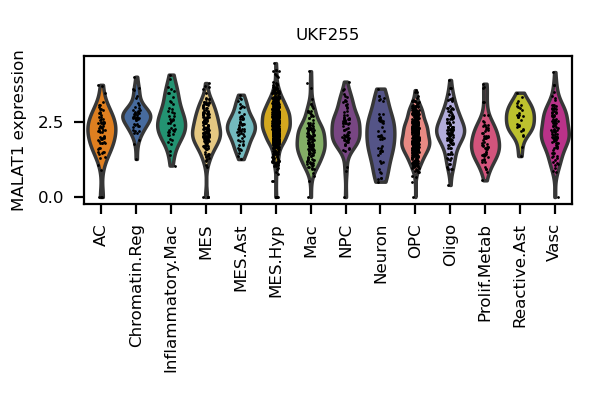 UKF255
MALAT1 expression
2.5
0.0
AC
Chromatin.Reg
Inflammatory.Mac
MES
MES.Ast
MES.Hyp
Mac
NPC
Neuron
OPC
Oligo
Prolif.Metab
Reactive.Ast
Vasc